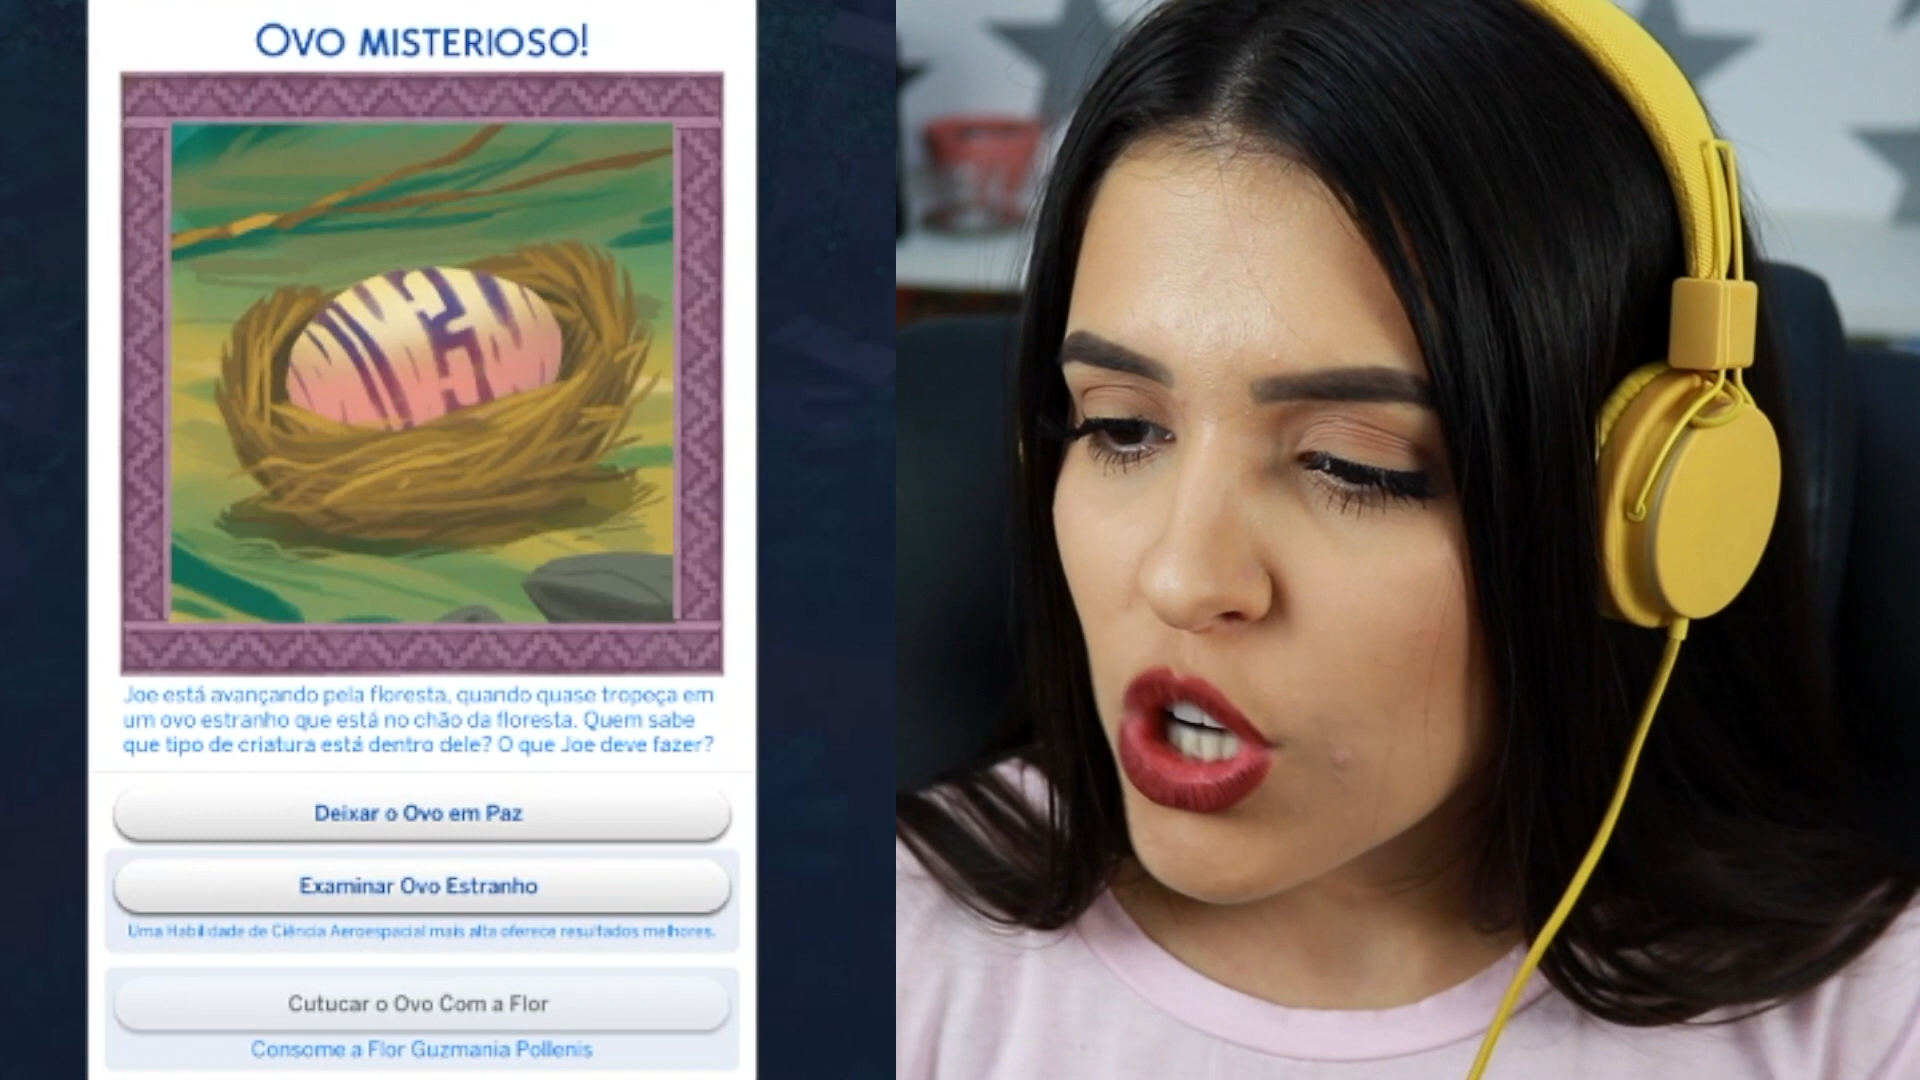 OVO MISTERIOSO!
Joe está avançando pela floresta, quando quase tropeça em
um ovo estranho que está no chão da floresta. Quem sabe
que tipo de criatura está dentro dele? O que Joe deve fazer?
Deixar o Ovo em Paz
Examinar Ovo Estranho
Uma Habilidade de Ciência Aeroespacial mais alta oferece resultados melhores.
Cutucar o Ovo Com a Flor
Consome a Flor Guzmania Pollenis